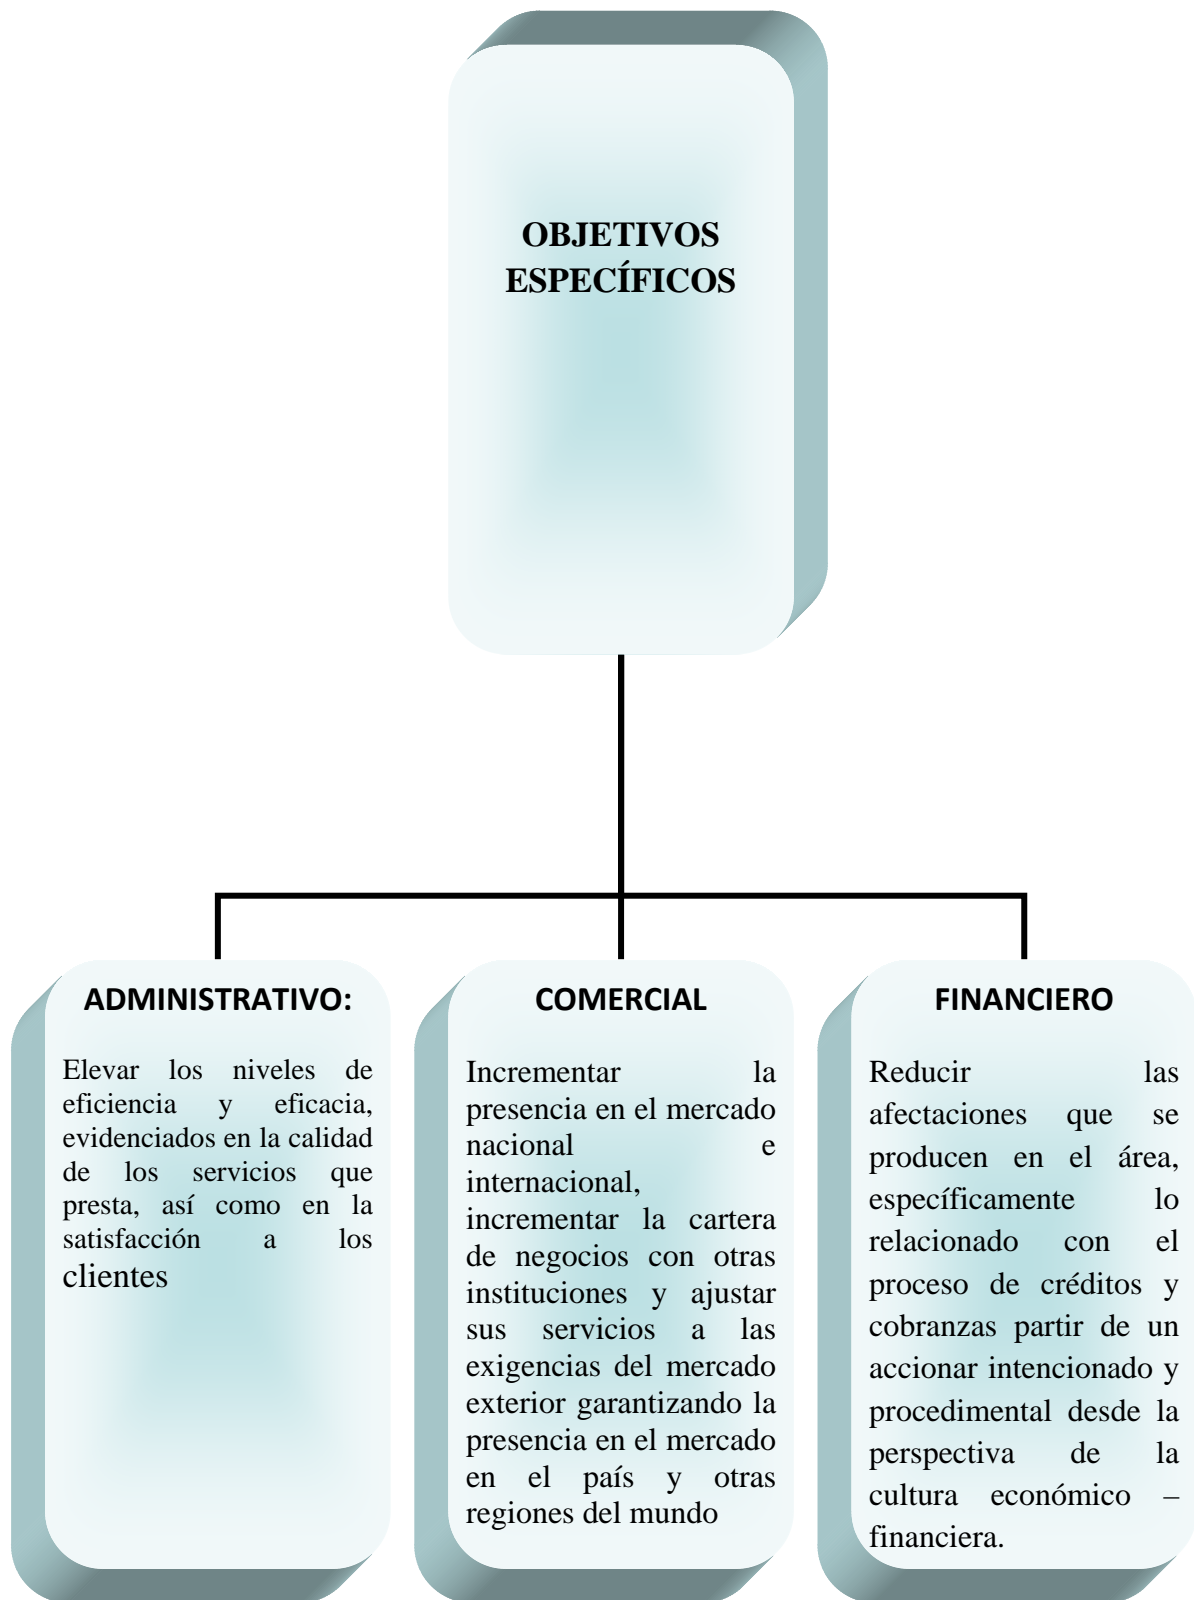 OBJETIVOS
ESPECÍFICOS
ADMINISTRATIVO:
Elevar los niveles de
eficiencia y eficacia,
evidenciados en la calidad
de los servicios que
presta, así como en la
satisfacción a los
clientes
COMERCIAL
Incrementar la
presencia en el mercado
nacional e
internacional,
incrementar la cartera
de negocios con otras
instituciones y ajustar
sus servicios a las
exigencias del mercado
exterior garantizando la
presencia en el mercado
en el país y otras
regiones del mundo
FINANCIERO
Reducir las
afectaciones que se
producen en el área,
específicamente lo
relacionado con el
proceso de créditos y
cobranzas partir de un
accionar intencionado y
procedimental desde la
perspectiva de la
cultura económico –
financiera.